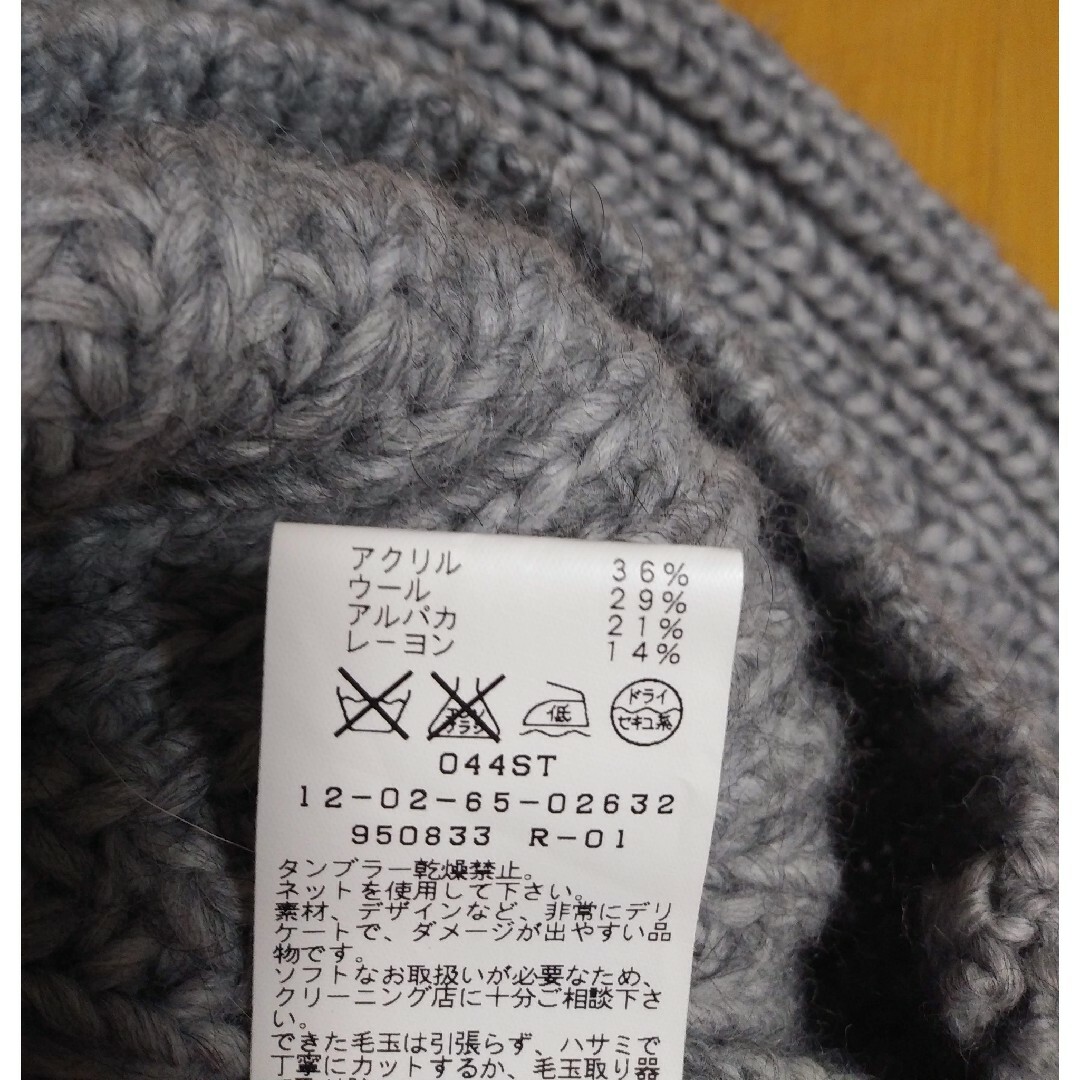 アクリル 36%
ウール 29%
アルパカ 21%
レーヨン 14%
エンソ サラシ 低 ドライ セキユ系
044ST
12-02-65-02632
950833 R-01
タンブラー乾燥禁止。
ネットを使用して下さい。
素材、デザインなど、非常にデリ
ケートで、ダメージが出やすい品
物です。
ソフトなお取扱いが必要なため、
クリーニング店に十分ご相談下さ
い。
できた毛玉は引張らず、ハサミで
丁寧にカットするか、毛玉取り器